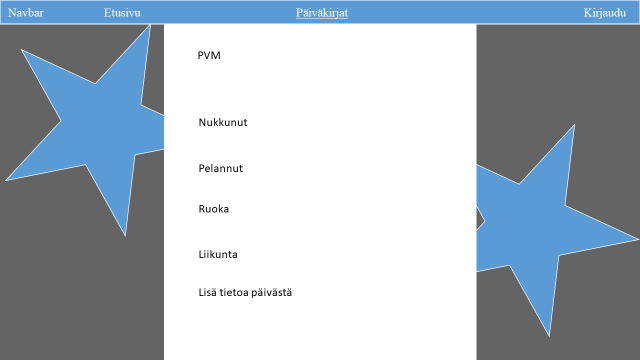 Navbar Etusivu Päiväkirjat Kirjaudu
PVM
Nukkunut
Pelannut
Ruoka
Liikunta
Lisä tietoa päivästä